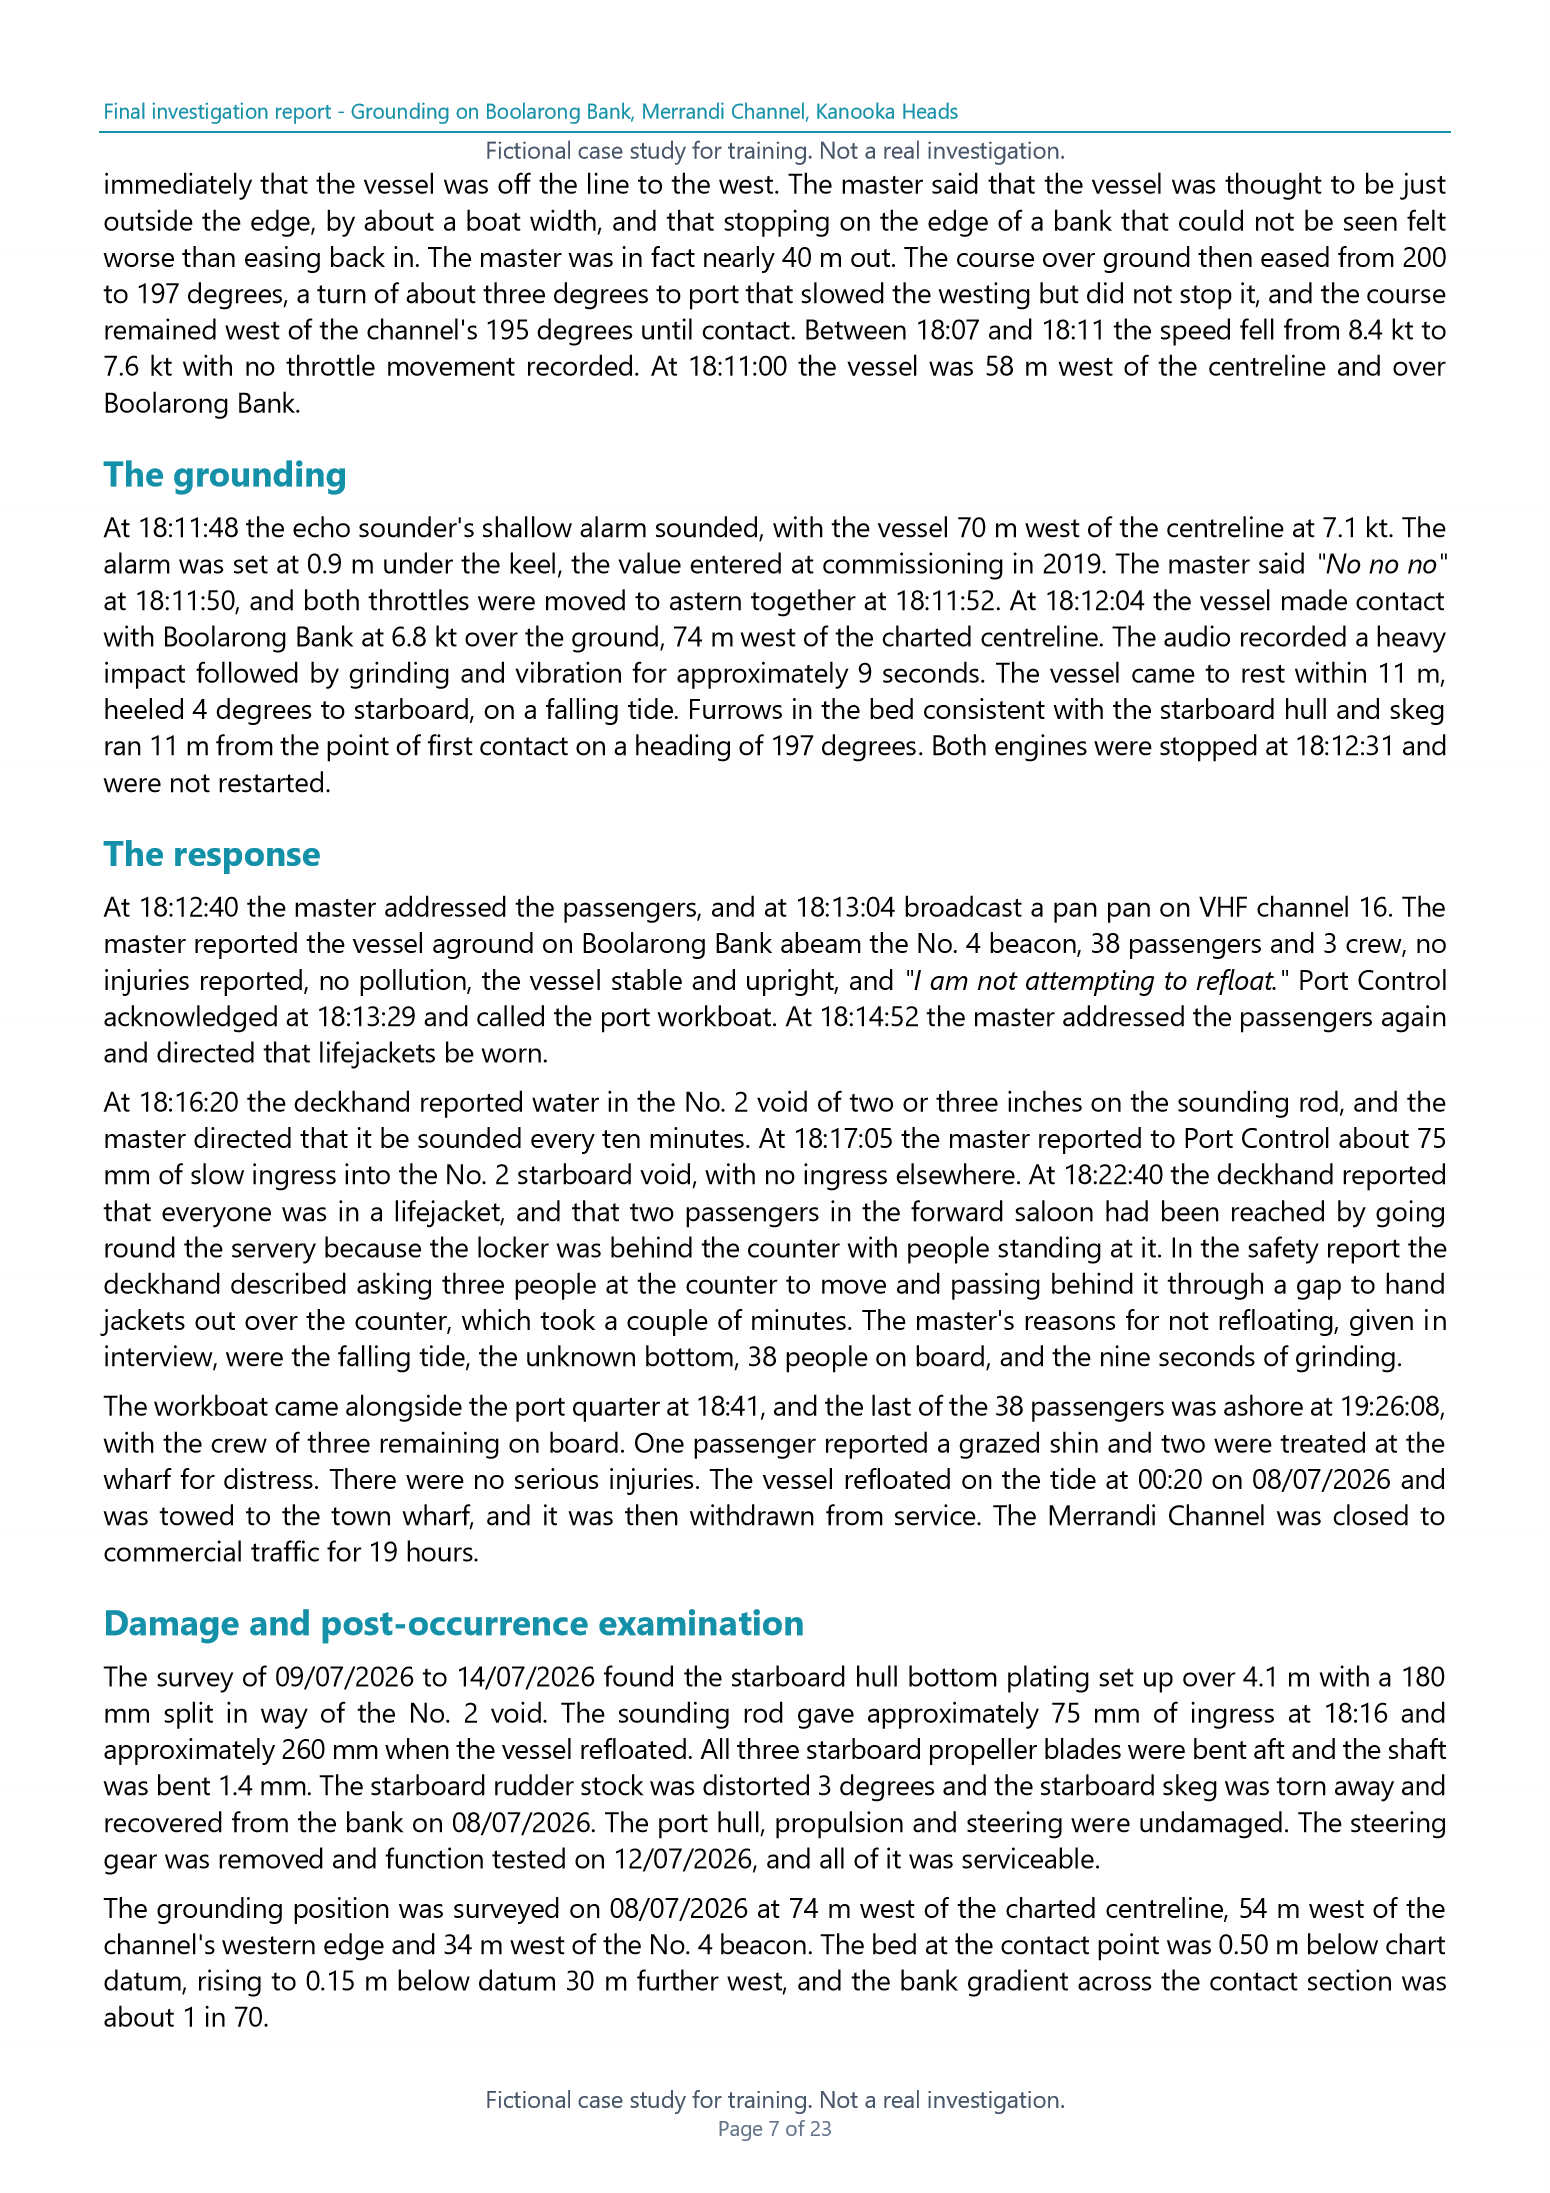 Final investigation report - Grounding on Boolarong Bank, Merrandi Channel, Kanooka Heads
Fictional case study for training. Not a real investigation.
immediately that the vessel was off the line to the west. The master said that the vessel was thought to be just
outside the edge, by about a boat width, and that stopping on the edge of a bank that could not be seen felt
worse than easing back in. The master was in fact nearly 40 m out. The course over ground then eased from 200
to 197 degrees, a turn of about three degrees to port that slowed the westing but did not stop it, and the course
remained west of the channel's 195 degrees until contact. Between 18:07 and 18:11 the speed fell from 8.4 kt to
7.6 kt with no throttle movement recorded. At 18:11:00 the vessel was 58 m west of the centreline and over
Boolarong Bank.
The grounding
At 18:11:48 the echo sounder's shallow alarm sounded, with the vessel 70 m west of the centreline at 7.1 kt. The
alarm was set at 0.9 m under the keel, the value entered at commissioning in 2019. The master said "No no no"
at 18:11:50, and both throttles were moved to astern together at 18:11:52. At 18:12:04 the vessel made contact
with Boolarong Bank at 6.8 kt over the ground, 74 m west of the charted centreline. The audio recorded a heavy
impact followed by grinding and vibration for approximately 9 seconds. The vessel came to rest within 11 m,
heeled 4 degrees to starboard, on a falling tide. Furrows in the bed consistent with the starboard hull and skeg
ran 11 m from the point of first contact on a heading of 197 degrees. Both engines were stopped at 18:12:31 and
were not restarted.
The response
At 18:12:40 the master addressed the passengers, and at 18:13:04 broadcast a pan pan on VHF channel 16. The
master reported the vessel aground on Boolarong Bank abeam the No. 4 beacon, 38 passengers and 3 crew, no
injuries reported, no pollution, the vessel stable and upright, and "I am not attempting to refloat." Port Control
acknowledged at 18:13:29 and called the port workboat. At 18:14:52 the master addressed the passengers again
and directed that lifejackets be worn.
At 18:16:20 the deckhand reported water in the No. 2 void of two or three inches on the sounding rod, and the
master directed that it be sounded every ten minutes. At 18:17:05 the master reported to Port Control about 75
mm of slow ingress into the No. 2 starboard void, with no ingress elsewhere. At 18:22:40 the deckhand reported
that everyone was in a lifejacket, and that two passengers in the forward saloon had been reached by going
round the servery because the locker was behind the counter with people standing at it. In the safety report the
deckhand described asking three people at the counter to move and passing behind it through a gap to hand
jackets out over the counter, which took a couple of minutes. The master's reasons for not refloating, given in
interview, were the falling tide, the unknown bottom, 38 people on board, and the nine seconds of grinding.
The workboat came alongside the port quarter at 18:41, and the last of the 38 passengers was ashore at 19:26:08,
with the crew of three remaining on board. One passenger reported a grazed shin and two were treated at the
wharf for distress. There were no serious injuries. The vessel refloated on the tide at 00:20 on 08/07/2026 and
was towed to the town wharf, and it was then withdrawn from service. The Merrandi Channel was closed to
commercial traffic for 19 hours.
Damage and post-occurrence examination
The survey of 09/07/2026 to 14/07/2026 found the starboard hull bottom plating set up over 4.1 m with a 180
mm split in way of the No. 2 void. The sounding rod gave approximately 75 mm of ingress at 18:16 and
approximately 260 mm when the vessel refloated. All three starboard propeller blades were bent aft and the shaft
was bent 1.4 mm. The starboard rudder stock was distorted 3 degrees and the starboard skeg was torn away and
recovered from the bank on 08/07/2026. The port hull, propulsion and steering were undamaged. The steering
gear was removed and function tested on 12/07/2026, and all of it was serviceable.
The grounding position was surveyed on 08/07/2026 at 74 m west of the charted centreline, 54 m west of the
channel's western edge and 34 m west of the No. 4 beacon. The bed at the contact point was 0.50 m below chart
datum, rising to 0.15 m below datum 30 m further west, and the bank gradient across the contact section was
about 1 in 70.
Fictional case study for training. Not a real investigation.
Page 7 of 23